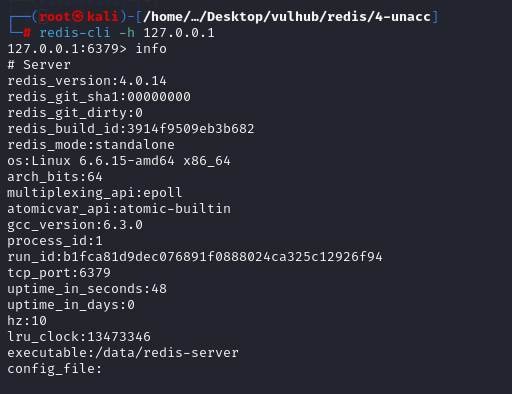 ┌──(root㉿kali)-[/home/…/Desktop/vulhub/redis/4-unacc]
└─# redis-cli -h 127.0.0.1
127.0.0.1:6379> info
# Server
redis_version:4.0.14
redis_git_sha1:00000000
redis_git_dirty:0
redis_build_id:3914f9509eb3b682
redis_mode:standalone
os:Linux 6.6.15-amd64 x86_64
arch_bits:64
multiplexing_api:epoll
atomicvar_api:atomic-builtin
gcc_version:6.3.0
process_id:1
run_id:b1fca81d9dec076891f0888024ca325c12926f94
tcp_port:6379
uptime_in_seconds:48
uptime_in_days:0
hz:10
lru_clock:13473346
executable:/data/redis-server
config_file: